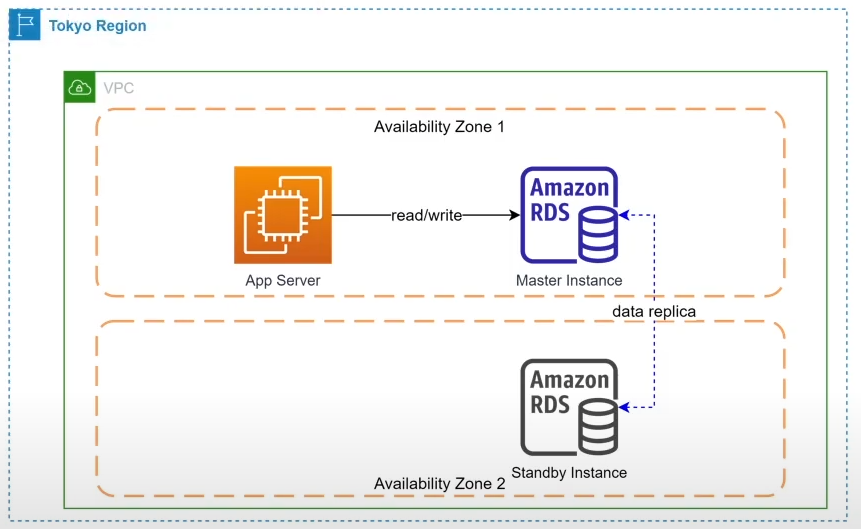 Tokyo Region
VPC
Availability Zone 1
Amazon
RDS
read/write
App Server
Master Instance
data replica
Amazon
RDS
Standby Instance
Availability Zone 2